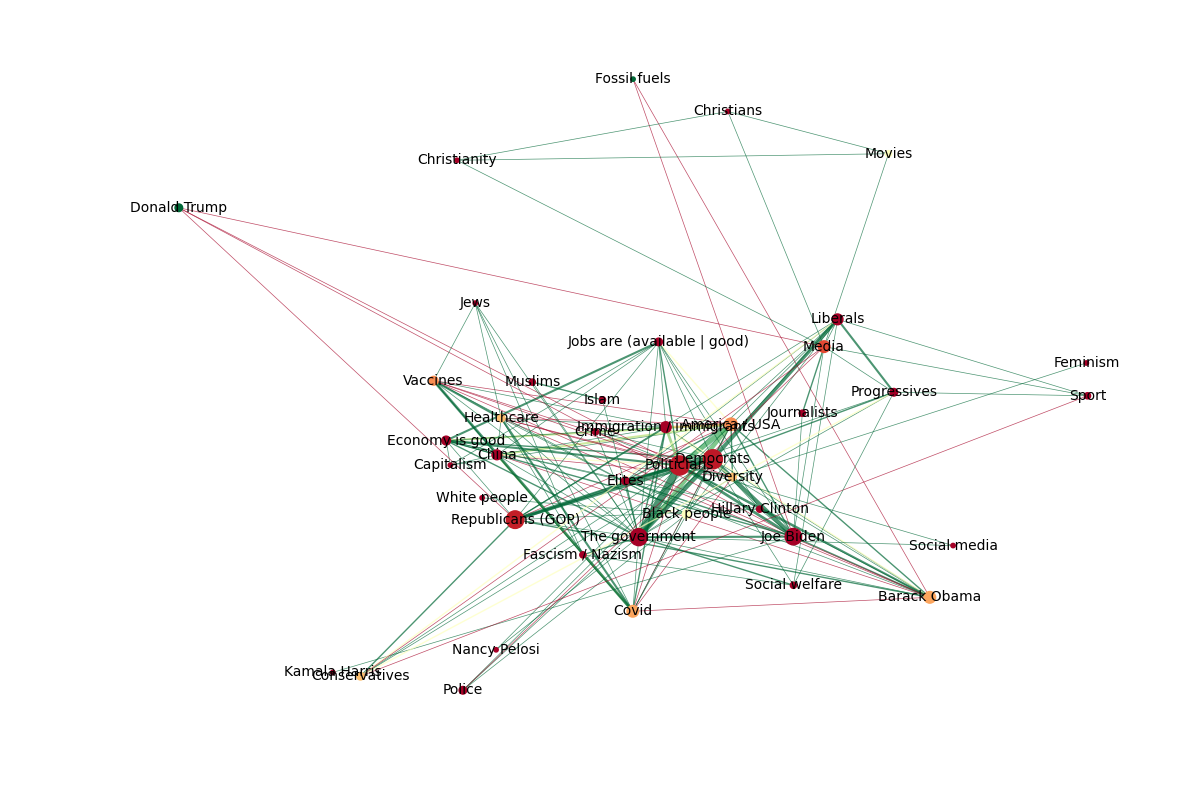 Fossil fuels
Christians
Movies
Christianity
Donald Trump
Jews
Liberals
Jobs are (available | good)
Media
Feminism
Vaccines
Muslims
Progressives
Sport
Islam
Journalists
Healthcare
America / USA
Immigration / immigrants
Crime
Economy is good
China
Democrats
Capitalism
Politicians
Diversity
Elites
White people
Hillary Clinton
Black people
Republicans (GOP)
The government
Joe Biden
Social media
Fascism / Nazism
Social welfare
Barack Obama
Covid
Nancy Pelosi
Kamala Harris
Conservatives
Police